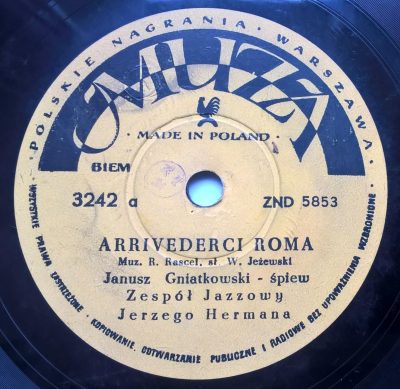 POLSKIE NAGRANIA · WARSZAWA ·
MUZA
· MADE IN POLAND ·
BIEM
3242 a
ZND 5853
ARRIVEDERCI ROMA
Muz. R. Rascel, sł. W. Jeżewski
Janusz Gniatkowski - śpiew
Zespół Jazzowy
Jerzego Hermana
WSZYSTKIE PRAWA ZASTRZEŻONE · KOPIOWANIE, ODTWARZANIE PUBLICZNE I RADIOWE BEZ UPOWAŻNIENIA WZBRONIONE